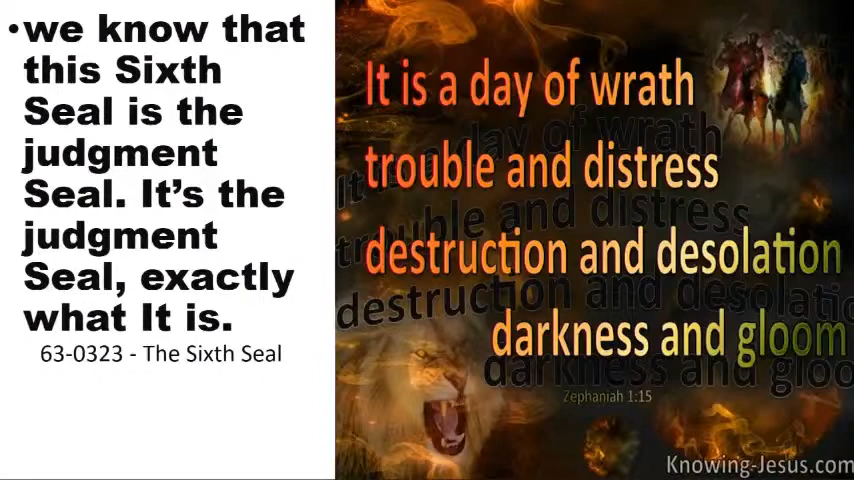 •we know that
this Sixth
Seal is the
judgment
Seal. It’s the
judgment
Seal, exactly
what It is.
63-0323 - The Sixth Seal
It is a day of wrath
trouble and distress
destruction and desolation
darkness and gloom
Zephaniah 1:15
Knowing-Jesus.com